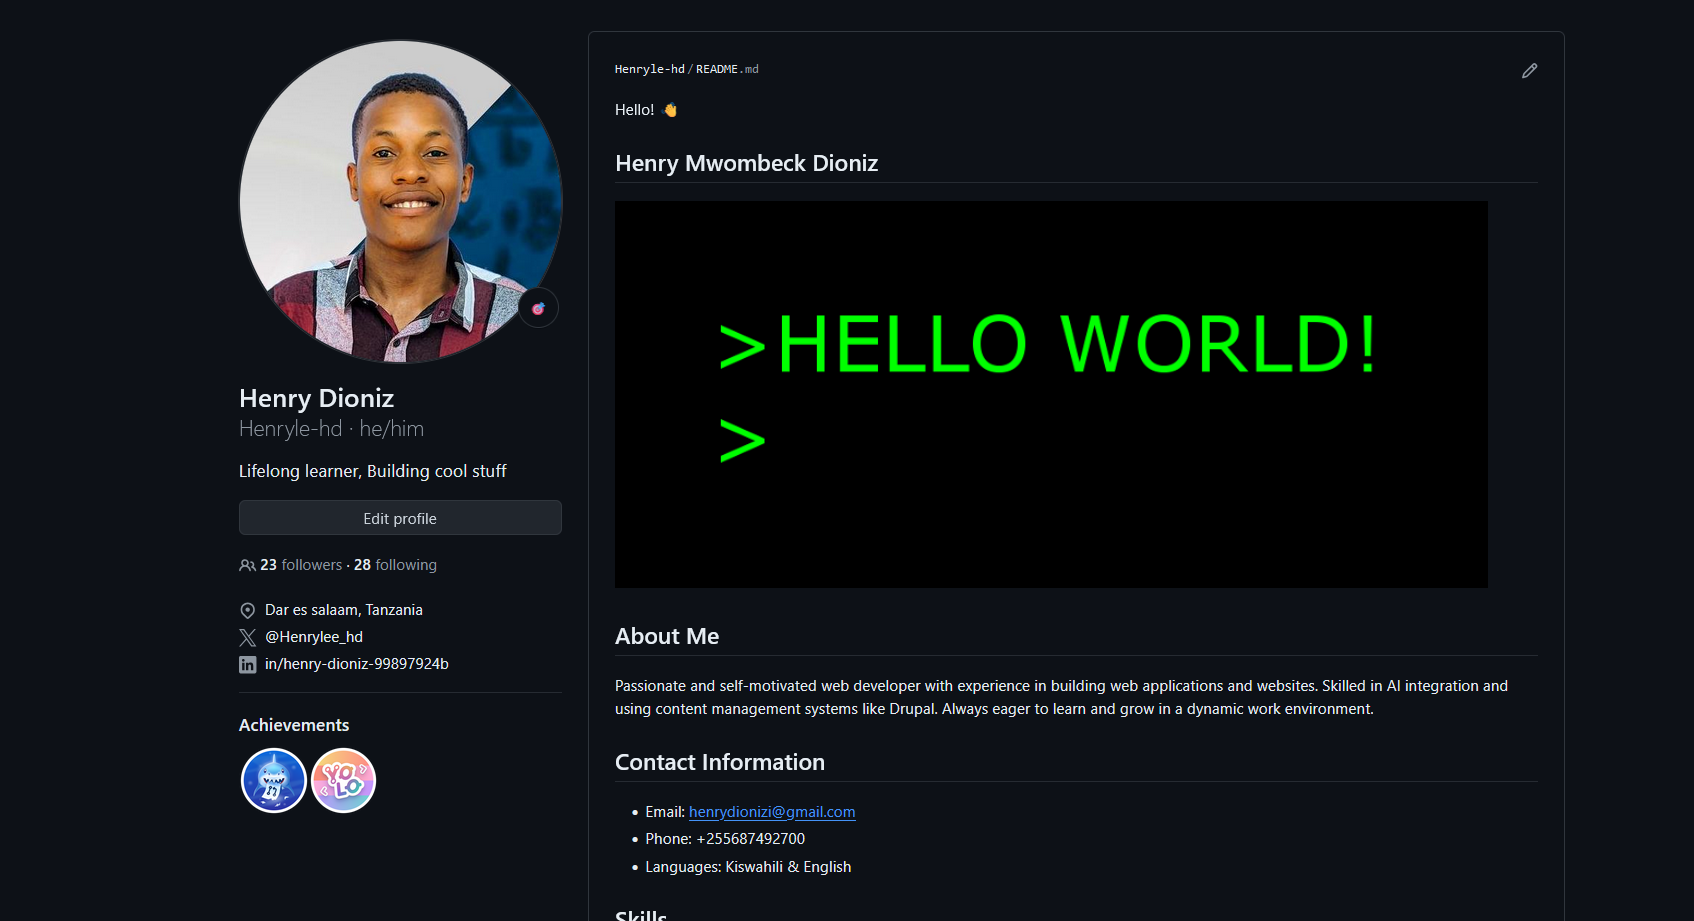 Henryle-hd/README.md
Hello! 👋
Henry Mwombeck Dioniz
>HELLO WORLD!
>
Henry Dioniz
Henryle-hd · he/him
Lifelong learner, Building cool stuff
Edit profile
23 followers · 28 following
Dar es salaam, Tanzania
@Henrylee_hd
in/henry-dioniz-99897924b
Achievements
YOLO
About Me
Passionate and self-motivated web developer with experience in building web applications and websites. Skilled in AI integration and
using content management systems like Drupal. Always eager to learn and grow in a dynamic work environment.
Contact Information
• Email: henrydionizi@gmail.com
• Phone: +255687492700
• Languages: Kiswahili & English
Skills